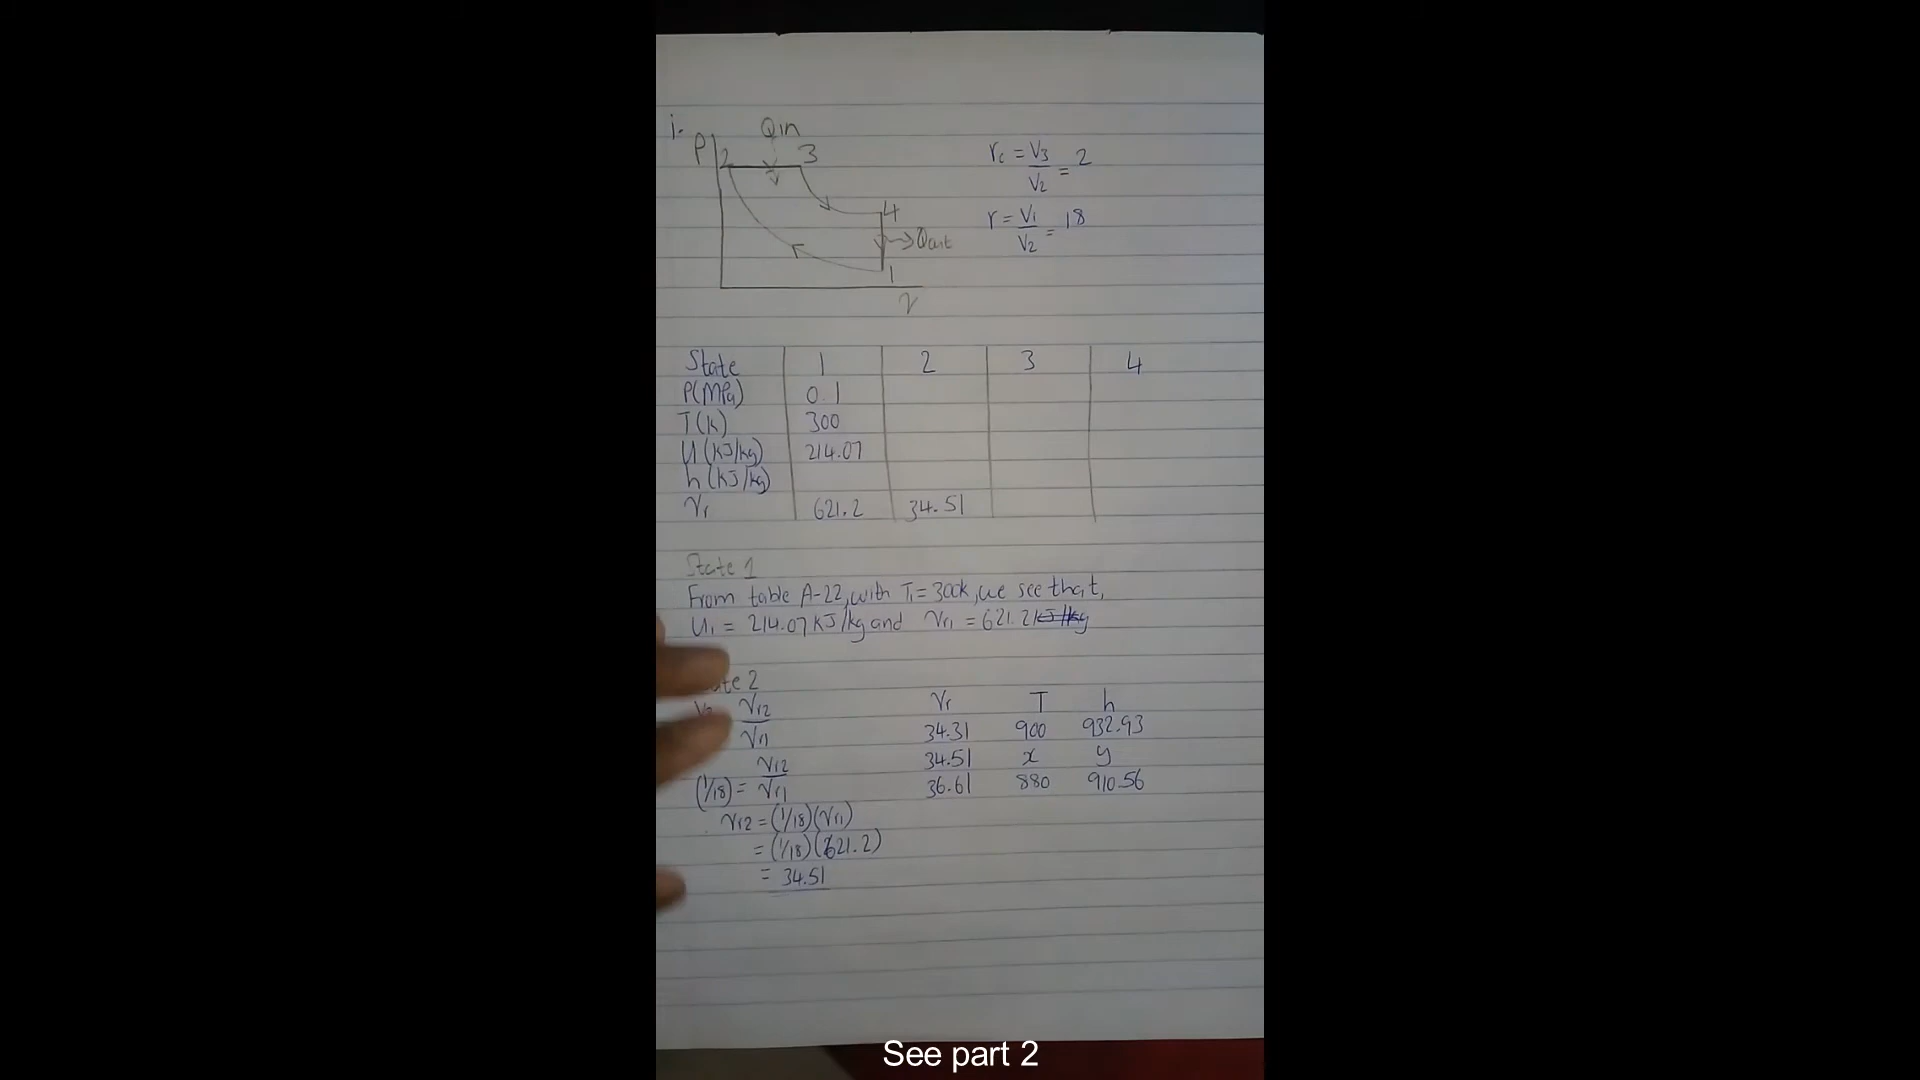 i.
Qin
P
2
3
4
Qout
1
v
rc = V3/V2 = 2
r = V1/V2 = 18
State 1 2 3 4
P(MPa) 0.1
T(K) 300
U(KJ/kg) 214.07
h(KJ/kg)
Vr 621.2 34.51
State 1
From table A-22, with T1=300k, we see that,
U1 = 214.07 KJ/kg and Vr1 = 621.2 KJ/kg
2
Vr2/Vr1
(1/18) = Vr2/Vr1
Vr2 = (1/18)(Vr1)
= (1/18)(621.2)
= 34.51
Vr T h
34.31 900 932.93
34.51 x y
36.61 880 910.56
See part 2